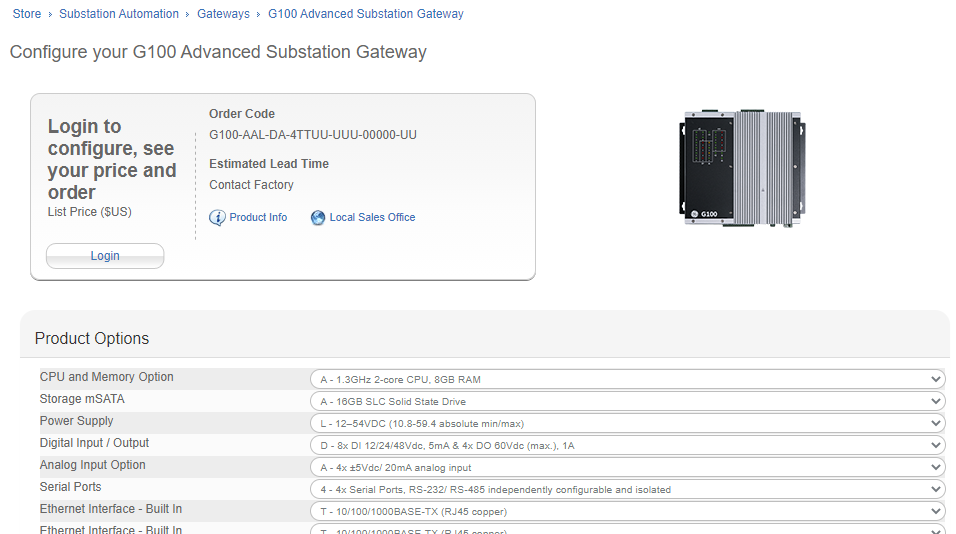 Store › Substation Automation › Gateways › G100 Advanced Substation Gateway
Configure your G100 Advanced Substation Gateway
Login to
configure, see
your price and
order
List Price ($US)
Login
Order Code
G100-AAL-DA-4TTUU-UUU-00000-UU
Estimated Lead Time
Contact Factory
Product Info
Local Sales Office
G100
Product Options
CPU and Memory Option A - 1.3GHz 2-core CPU, 8GB RAM
Storage mSATA A - 16GB SLC Solid State Drive
Power Supply L - 12–54VDC (10.8-59.4 absolute min/max)
Digital Input / Output D - 8x DI 12/24/48Vdc, 5mA & 4x DO 60Vdc (max.), 1A
Analog Input Option A - 4x ±5Vdc/ 20mA analog input
Serial Ports 4 - 4x Serial Ports, RS-232/ RS-485 independently configurable and isolated
Ethernet Interface - Built In T - 10/100/1000BASE-TX (RJ45 copper)
Ethernet Interface - Built In T - 10/100/1000BASE-TX (RJ45 copper)